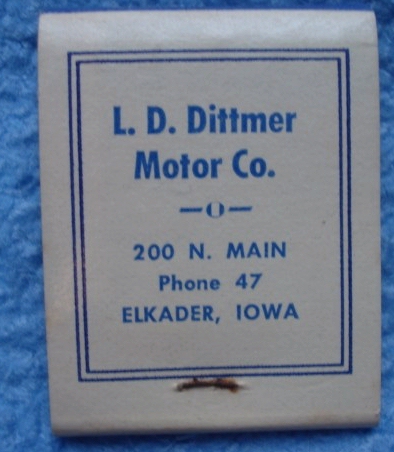 L. D. Dittmer
Motor Co.
—o—
200 N. MAIN
Phone 47
ELKADER, IOWA